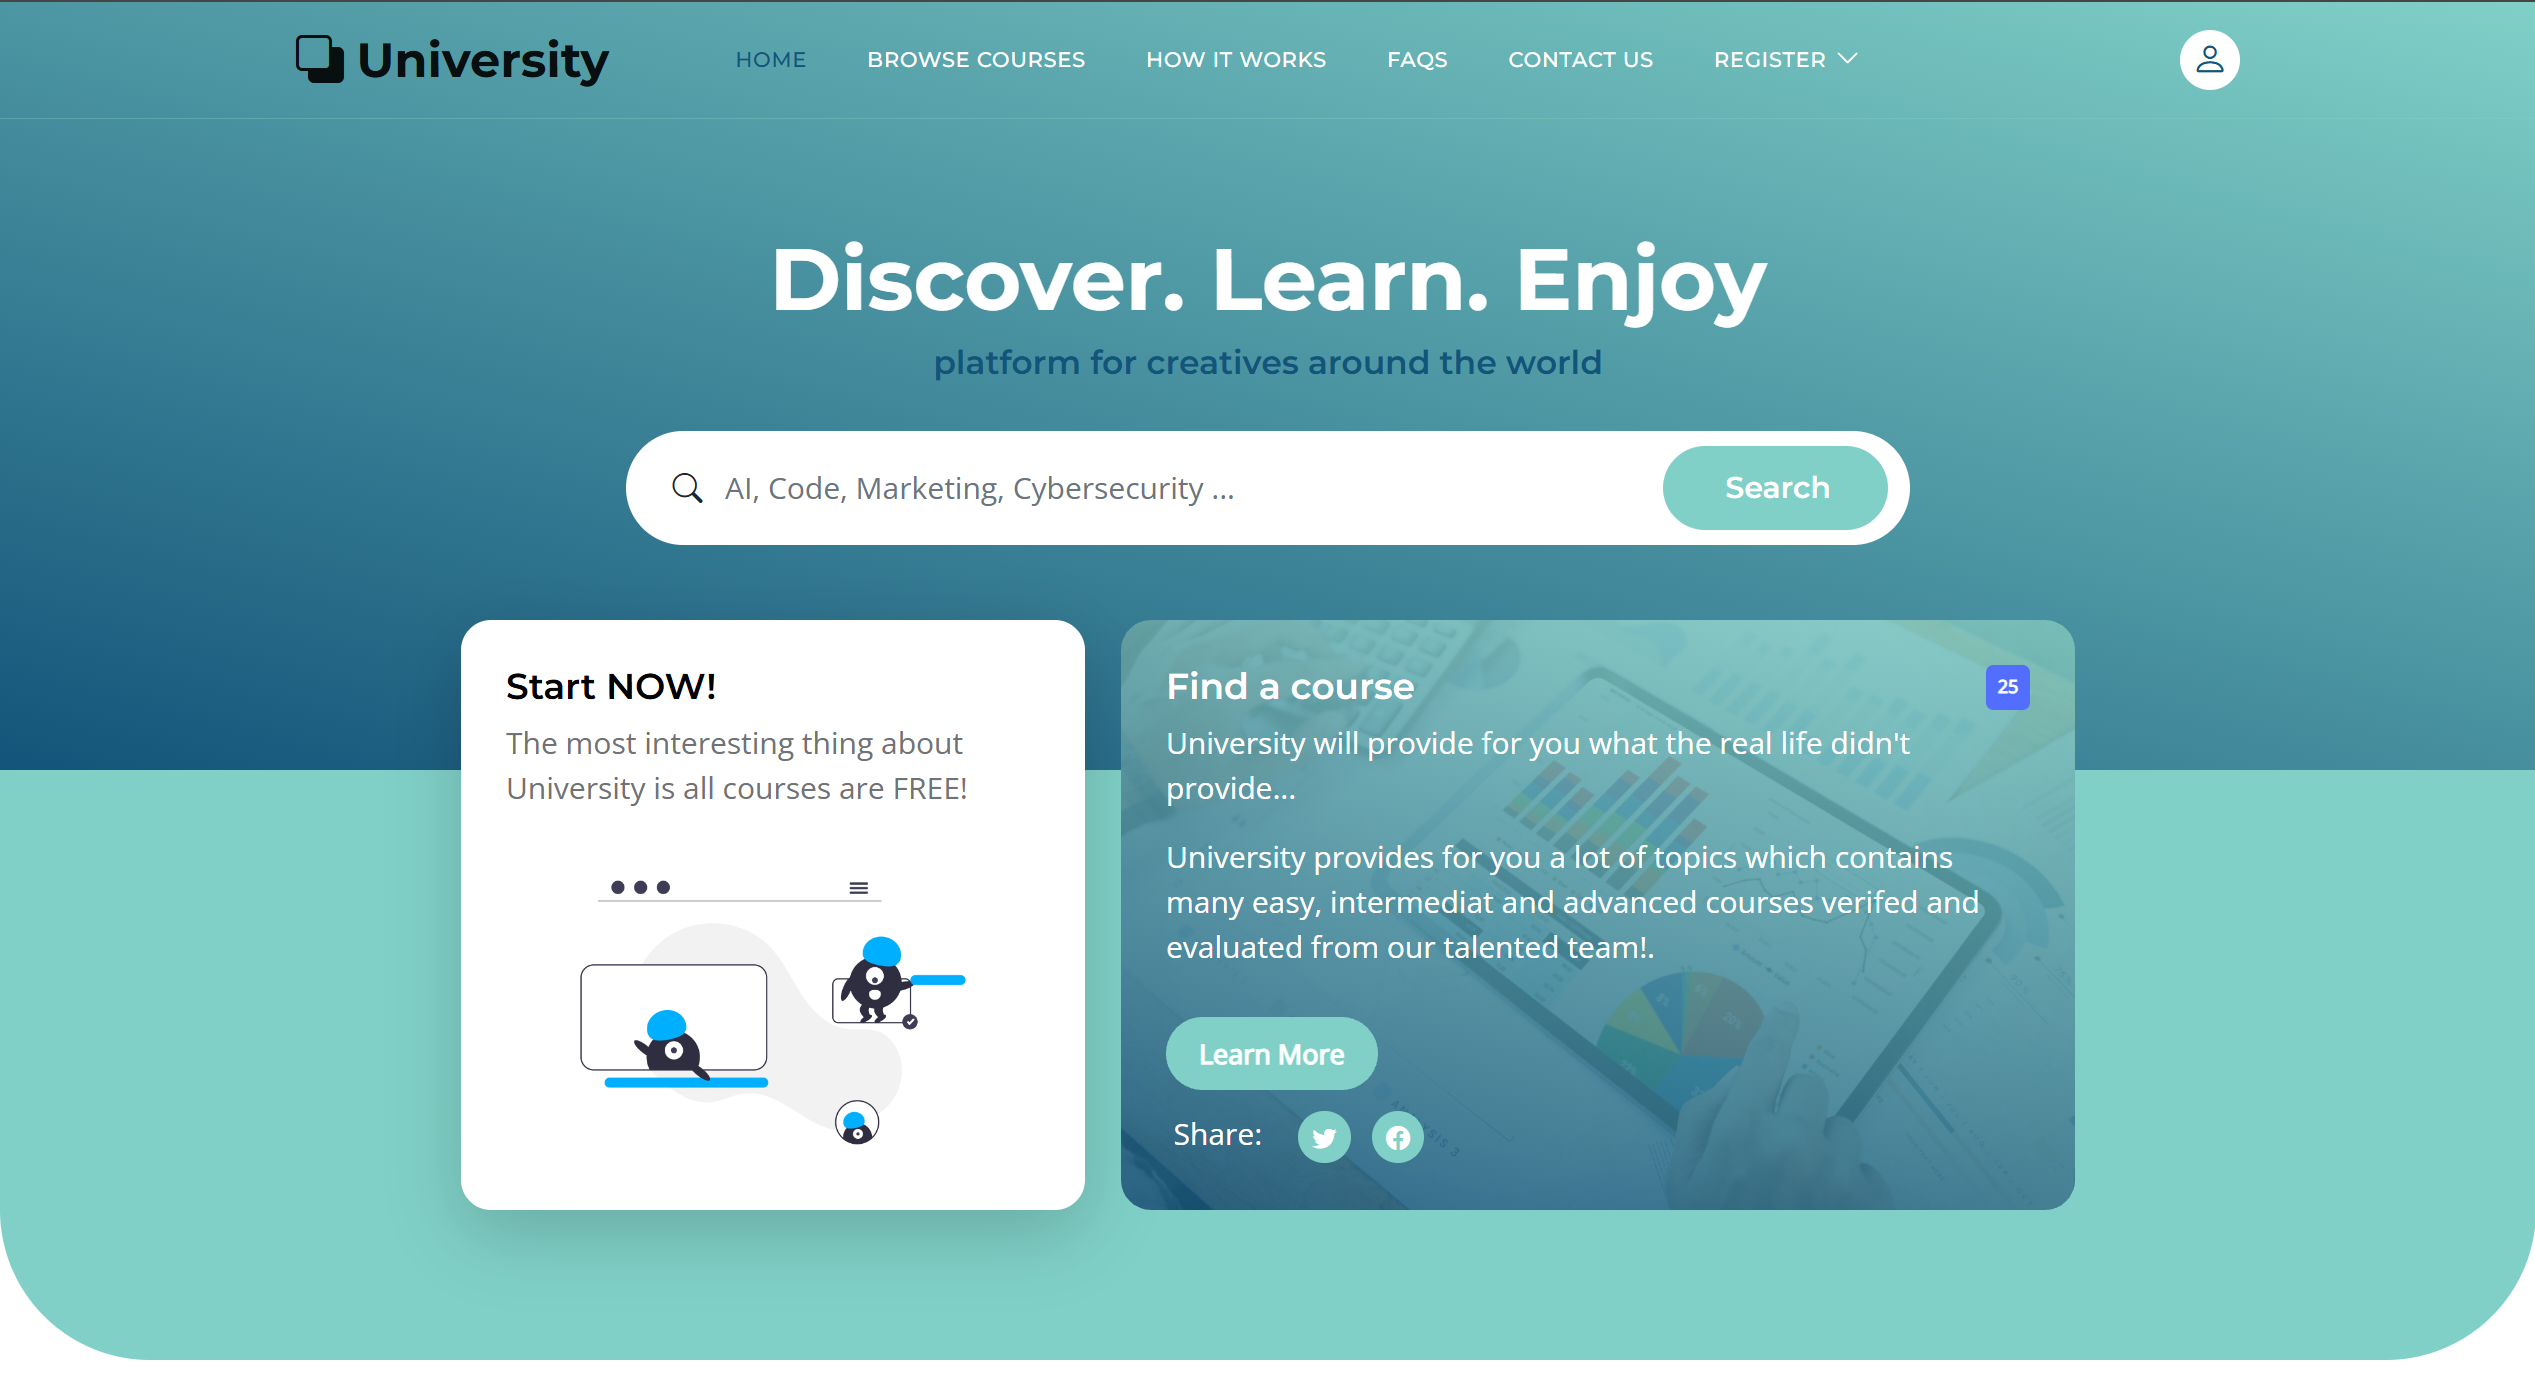 University
HOME
BROWSE COURSES
HOW IT WORKS
FAQS
CONTACT US
REGISTER
Discover. Learn. Enjoy
platform for creatives around the world
AI, Code, Marketing, Cybersecurity ...
Search
Start NOW!
The most interesting thing about
University is all courses are FREE!
Find a course
25
University will provide for you what the real life didn't
provide...
University provides for you a lot of topics which contains
many easy, intermediat and advanced courses verifed and
evaluated from our talented team!.
Learn More
Share: